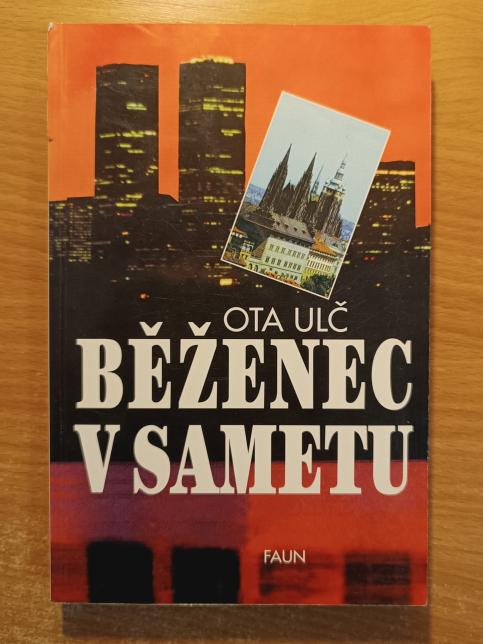 OTA ULČ
BĚŽENEC
V SAMETU
FAUN